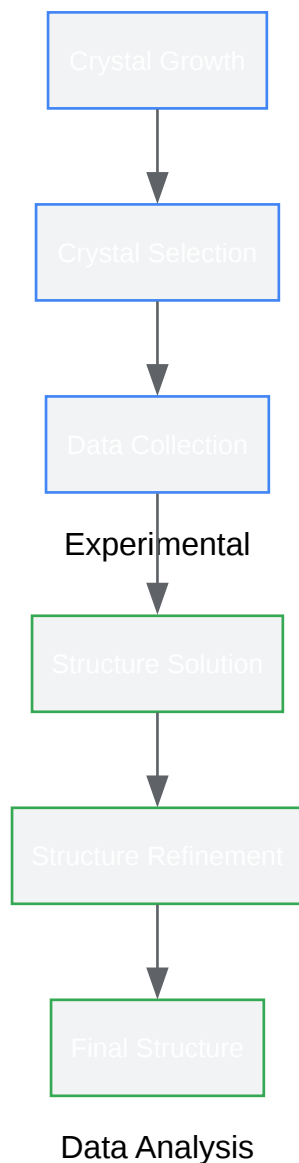 Crystal Growth
Crystal Selection
Data Collection
Experimental
Structure Solution
Structure Refinement
Final Structure
Data Analysis